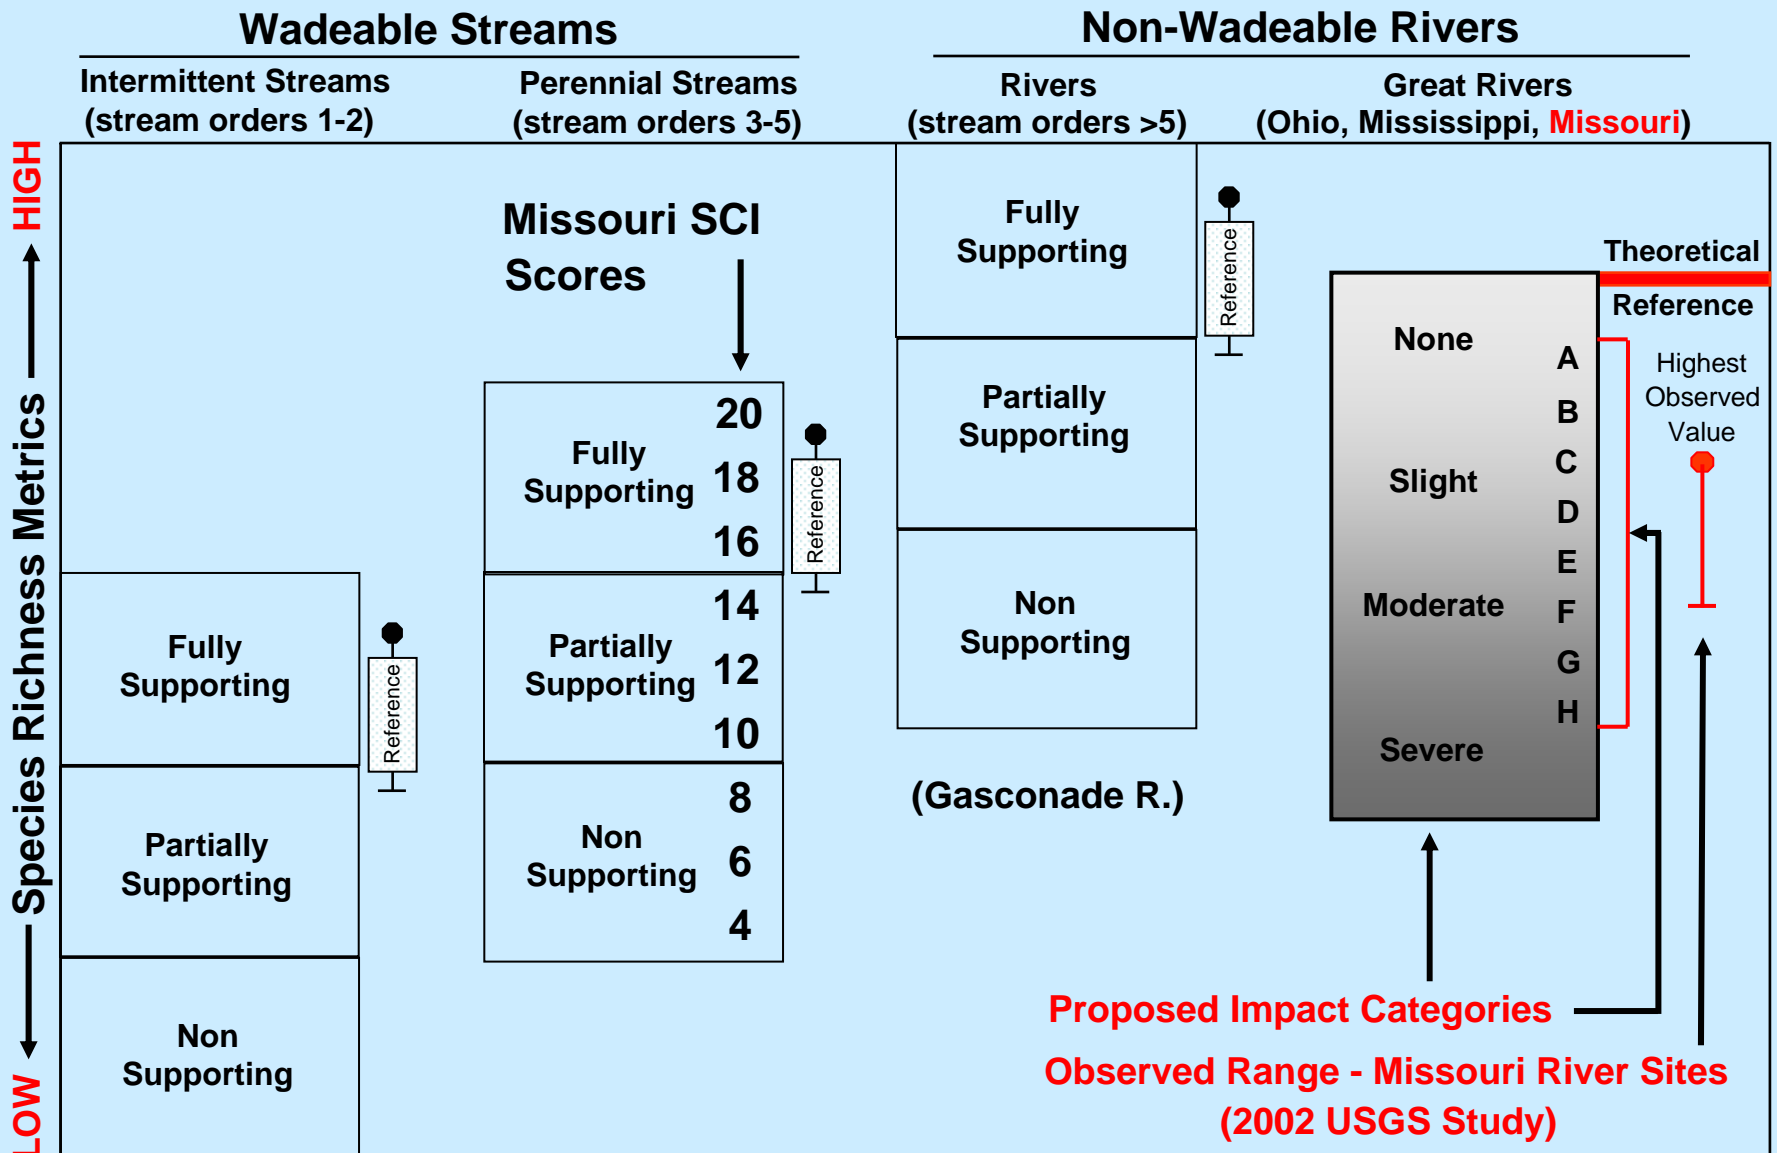 Wadeable Streams
Non-Wadeable Rivers
Intermittent Streams
(stream orders 1-2)
Perennial Streams
(stream orders 3-5)
Rivers
(stream orders >5)
Great Rivers
(Ohio, Mississippi, Missouri)
HIGH
Species Richness Metrics
LOW
Fully
Supporting
Partially
Supporting
Non
Supporting
Reference
Missouri SCI
Scores
Fully
Supporting
20
18
16
Partially
Supporting
14
12
10
Non
Supporting
8
6
4
Reference
Fully
Supporting
Partially
Supporting
Non
Supporting
Reference
(Gasconade R.)
None
Slight
Moderate
Severe
A
B
C
D
E
F
G
H
Theoretical
Reference
Highest
Observed
Value
Proposed Impact Categories
Observed Range - Missouri River Sites
(2002 USGS Study)